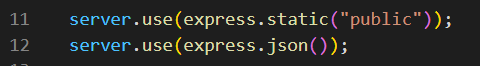 11 server.use(express.static("public"));
12 server.use(express.json());